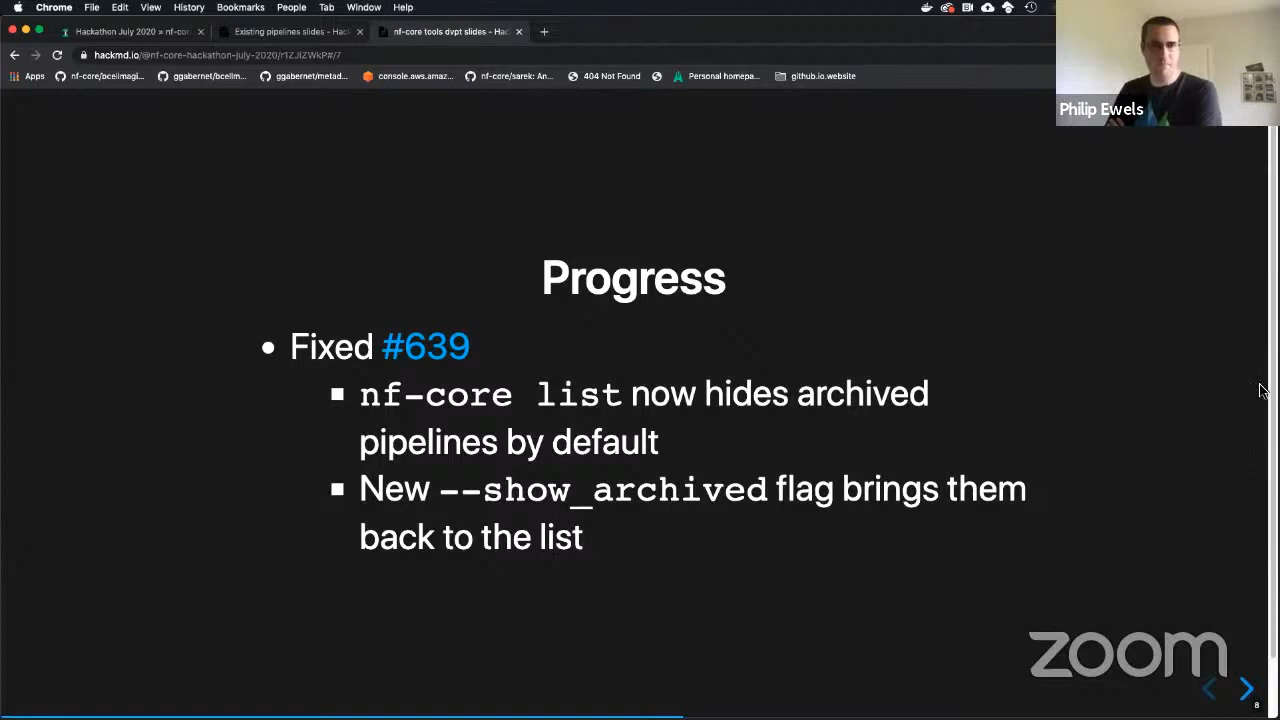 Chrome File Edit View History Bookmarks People Tab Window Help
Hackathon July 2020 » nf-cor
Existing pipelines slides - Hack
nf-core tools dvpt slides - Hac
hackmd.io/@nf-core-hackathon-july-2020/r1ZJlZWkP#/7
Apps nf-core/bcellmagi... ggabernet/bcellm... ggabernet/metad... console.aws.amaz... nf-core/sarek: An... 404 Not Found Personal homepa... github.io.website
Philip Ewels
Progress
Fixed #639
nf-core list now hides archived
pipelines by default
New --show_archived flag brings them
back to the list
zoom
8